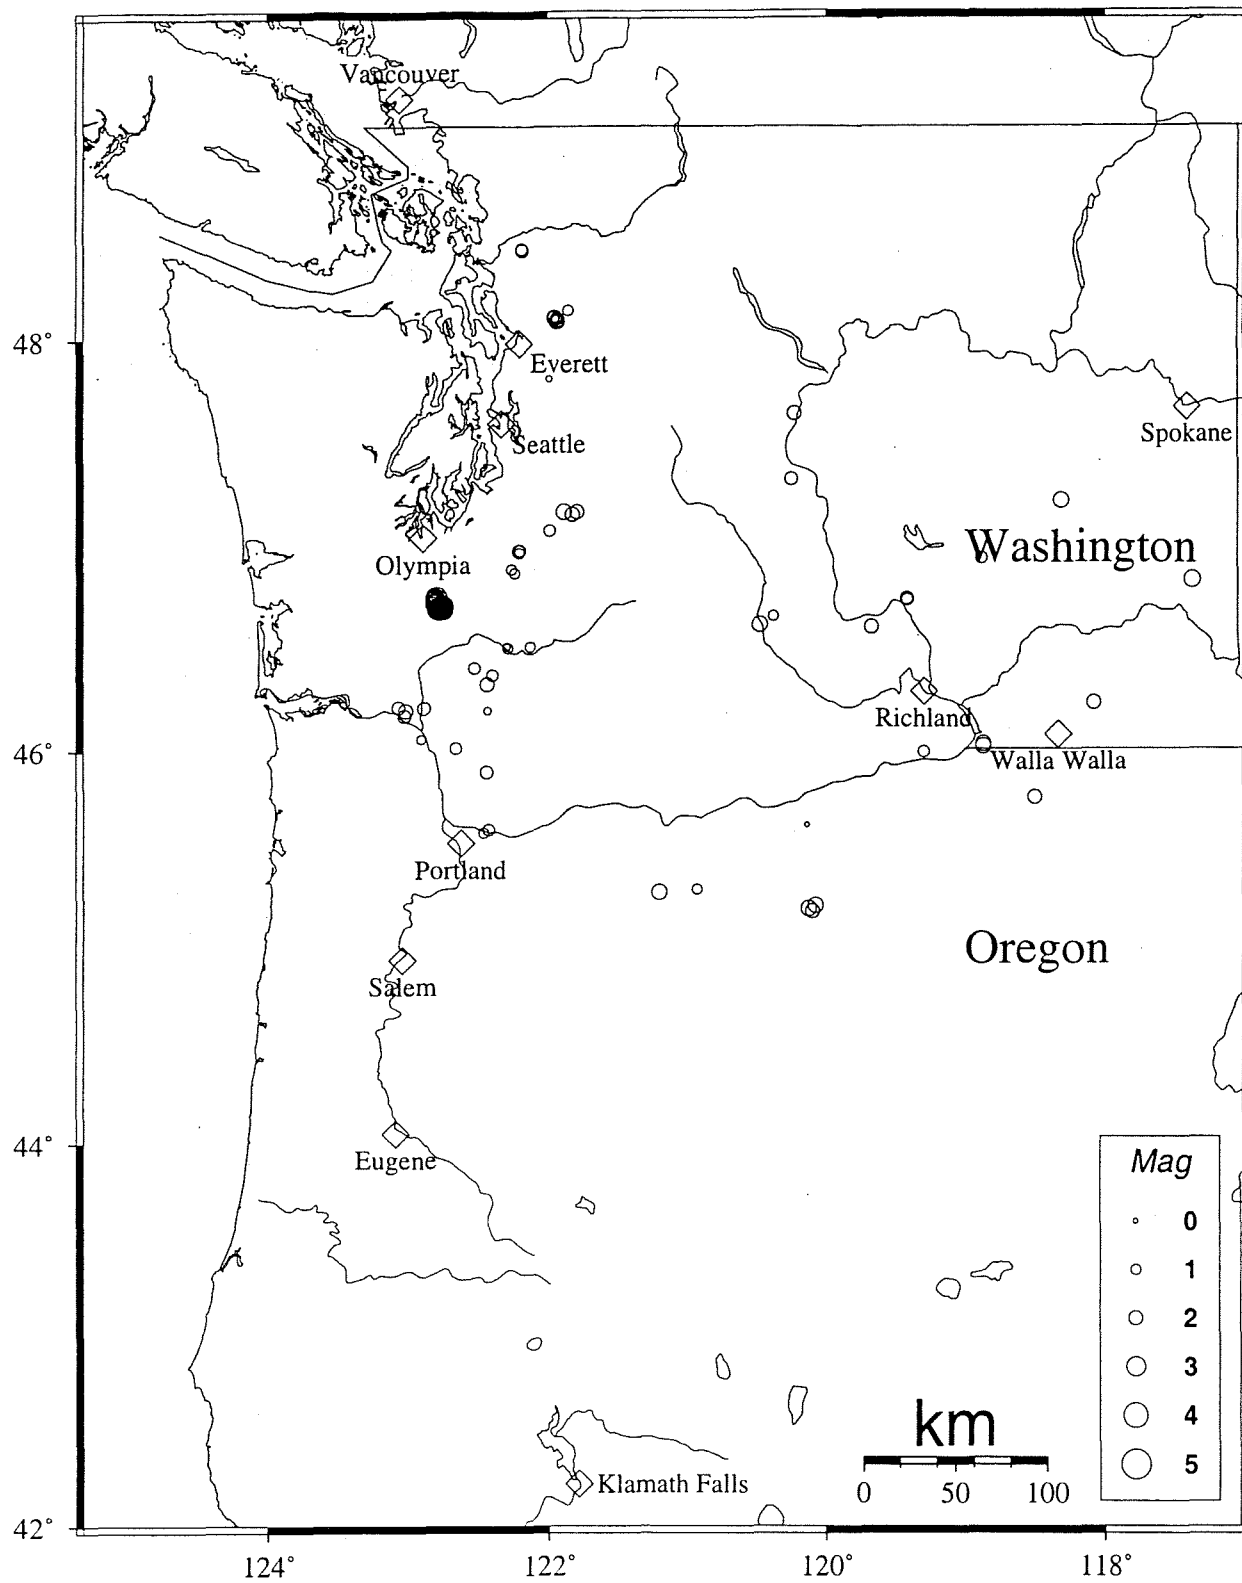 Vancouver
48°
Everett
Seattle
Spokane
Washington
Olympia
Richland
46°
Walla Walla
Portland
Oregon
Salem
44°
Eugene
Mag
0
1
2
3
4
5
km
0 50 100
Klamath Falls
42°
124° 122° 120° 118°